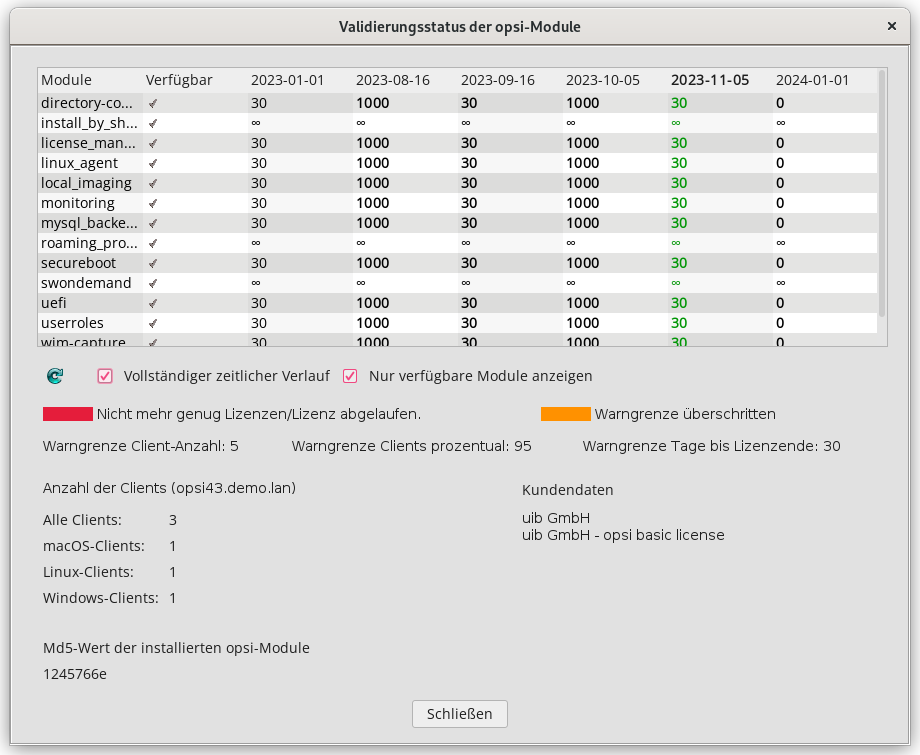 Validierungsstatus der opsi-Module ×
Module Verfügbar 2023-01-01 2023-08-16 2023-09-16 2023-10-05 2023-11-05 2024-01-01
directory-co... ✓ 30 1000 30 1000 30 0
install_by_sh... ✓ ∞ ∞ ∞ ∞ ∞ ∞
license_man... ✓ 30 1000 30 1000 30 0
linux_agent ✓ 30 1000 30 1000 30 0
local_imaging ✓ 30 1000 30 1000 30 0
monitoring ✓ 30 1000 30 1000 30 0
mysql_backe... ✓ 30 1000 30 1000 30 0
roaming_pro... ✓ ∞ ∞ ∞ ∞ ∞ ∞
secureboot ✓ 30 1000 30 1000 30 0
swondemand ✓ ∞ ∞ ∞ ∞ ∞ ∞
uefi ✓ 30 1000 30 1000 30 0
userroles ✓ 30 1000 30 1000 30 0
wim-capture ✓ 30 1000 30 1000 30 0
Vollständiger zeitlicher Verlauf Nur verfügbare Module anzeigen
Nicht mehr genug Lizenzen/Lizenz abgelaufen. Warngrenze überschritten
Warngrenze Client-Anzahl: 5 Warngrenze Clients prozentual: 95 Warngrenze Tage bis Lizenzende: 30
Anzahl der Clients (opsi43.demo.lan)
Alle Clients: 3
macOS-Clients: 1
Linux-Clients: 1
Windows-Clients: 1
Kundendaten
uib GmbH
uib GmbH - opsi basic license
Md5-Wert der installierten opsi-Module
1245766e
Schließen